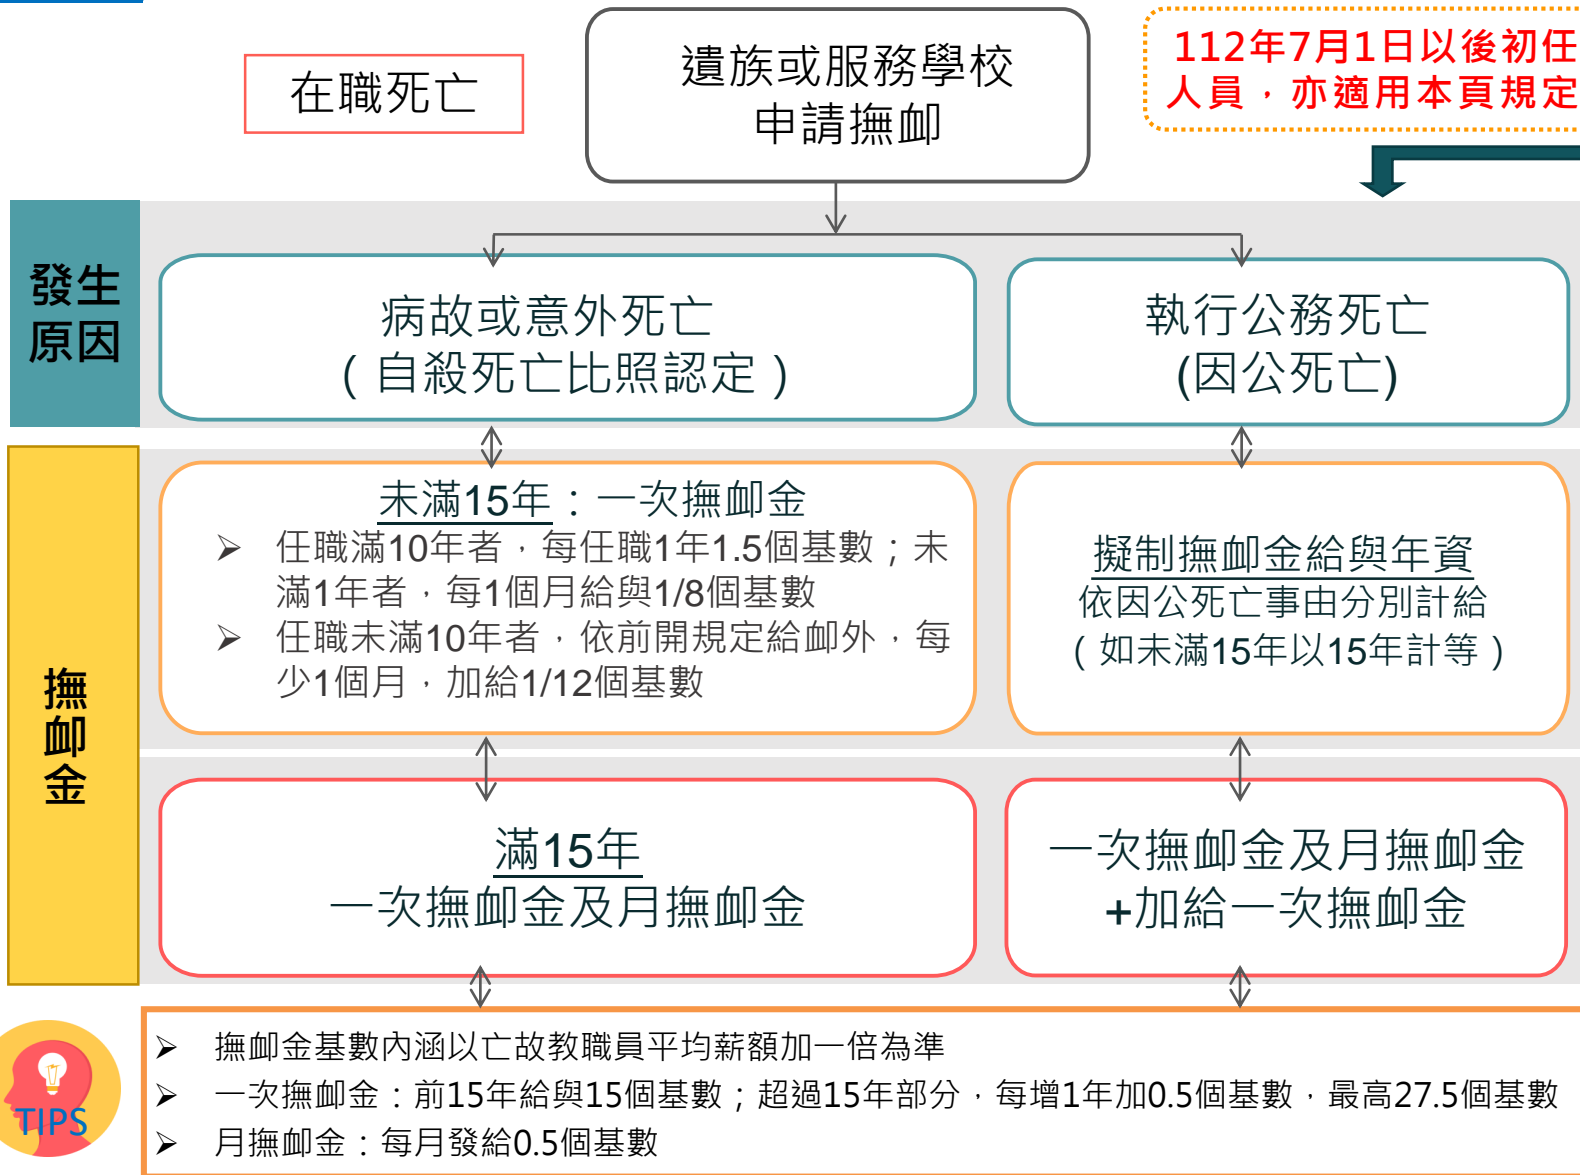 在職死亡
遺族或服務學校
申請撫卹
112年7月1日以後初任
人員，亦適用本頁規定
發生
原因
病故或意外死亡
（自殺死亡比照認定）
執行公務死亡
(因公死亡)
撫
卹
金
未滿15年：一次撫卹金
➢ 任職滿10年者，每任職1年1.5個基數；未
滿1年者，每1個月給與1/8個基數
➢ 任職未滿10年者，依前開規定給卹外，每
少1個月，加給1/12個基數
擬制撫卹金給與年資
依因公死亡事由分別計給
（如未滿15年以15年計等）
滿15年
一次撫卹金及月撫卹金
一次撫卹金及月撫卹金
+加給一次撫卹金
TIPS
➢ 撫卹金基數內涵以亡故教職員平均薪額加一倍為準
➢ 一次撫卹金：前15年給與15個基數；超過15年部分，每增1年加0.5個基數，最高27.5個基數
➢ 月撫卹金：每月發給0.5個基數